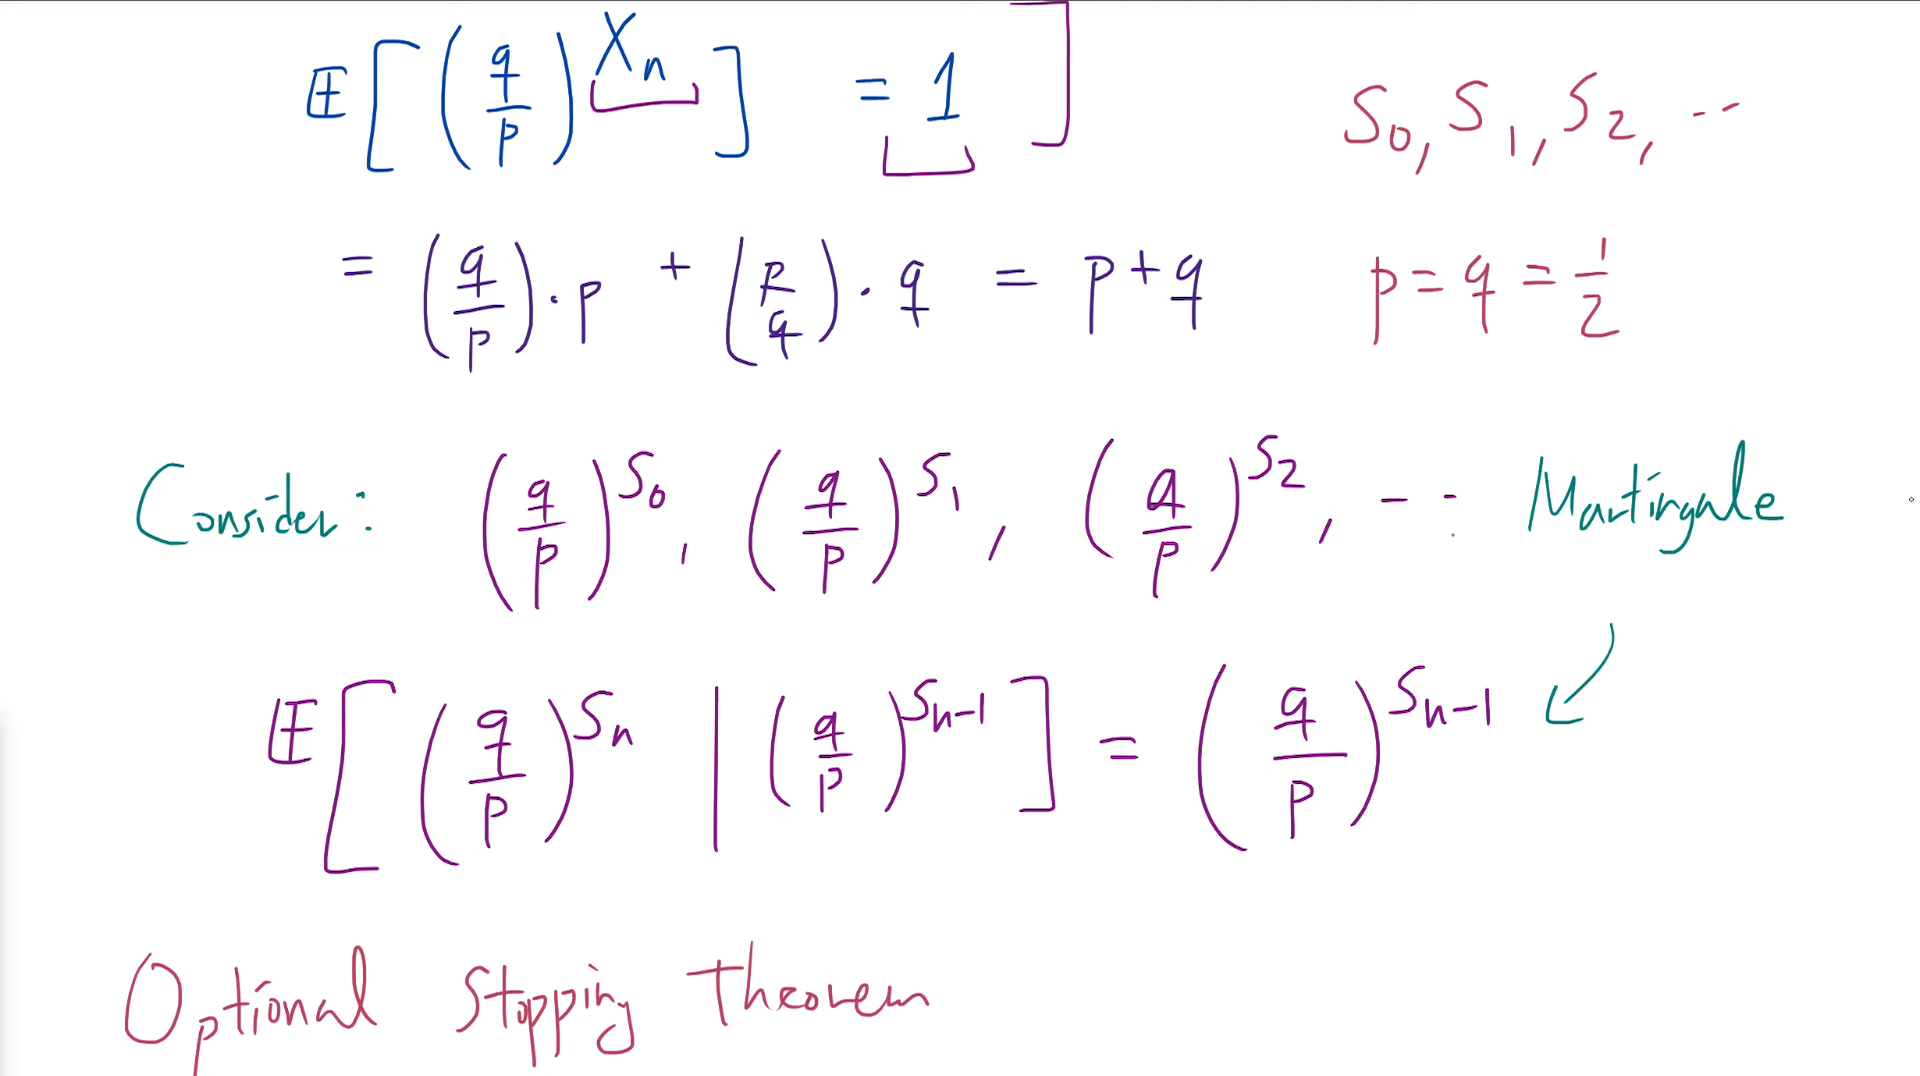 𝔼[(q/p)^{X_n}] = 1 ]
S_0, S_1, S_2, ...
= (q/p) · p + (p/q) · q = p + q
p = q = 1/2
Consider: (q/p)^{S_0}, (q/p)^{S_1}, (q/p)^{S_2}, ... Martingale
𝔼[(q/p)^{S_n} | (q/p)^{S_{n-1}}] = (q/p)^{S_{n-1}}
Optional Stopping Theorem